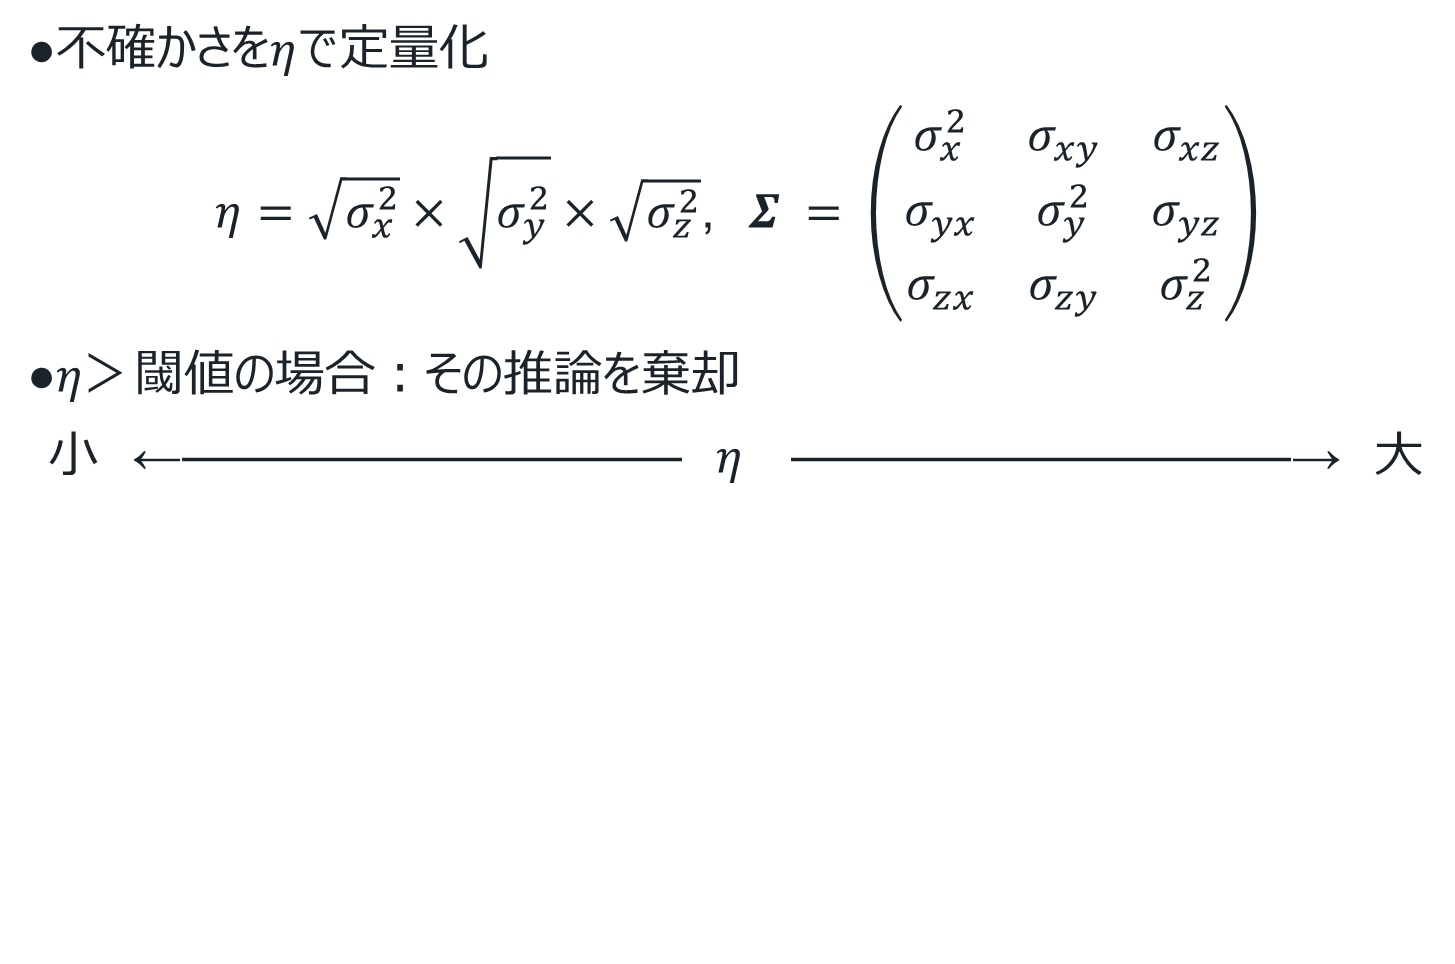 ●不確かさをηで定量化
η = √σ_x^2 × √σ_y^2 × √σ_z^2, Σ = (σ_x^2 σ_xy σ_xz
σ_yx σ_y^2 σ_yz
σ_zx σ_zy σ_z^2)
●η＞閾値の場合：その推論を棄却
小 ← η → 大